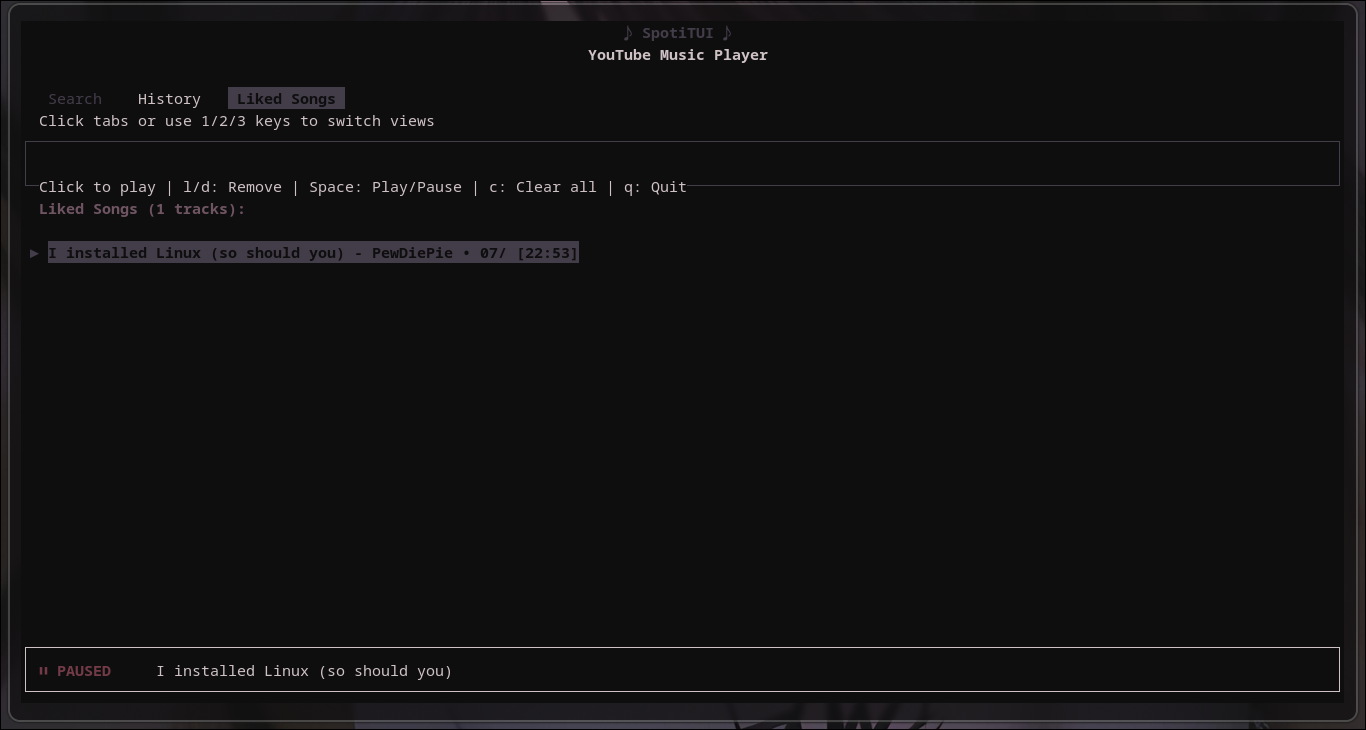 ♪ SpotiTUI ♪
YouTube Music Player
Search History Liked Songs
Click tabs or use 1/2/3 keys to switch views
Click to play | l/d: Remove | Space: Play/Pause | c: Clear all | q: Quit
Liked Songs (1 tracks):
▶ I installed Linux (so should you) - PewDiePie • 07/ [22:53]
⏸ PAUSED I installed Linux (so should you)